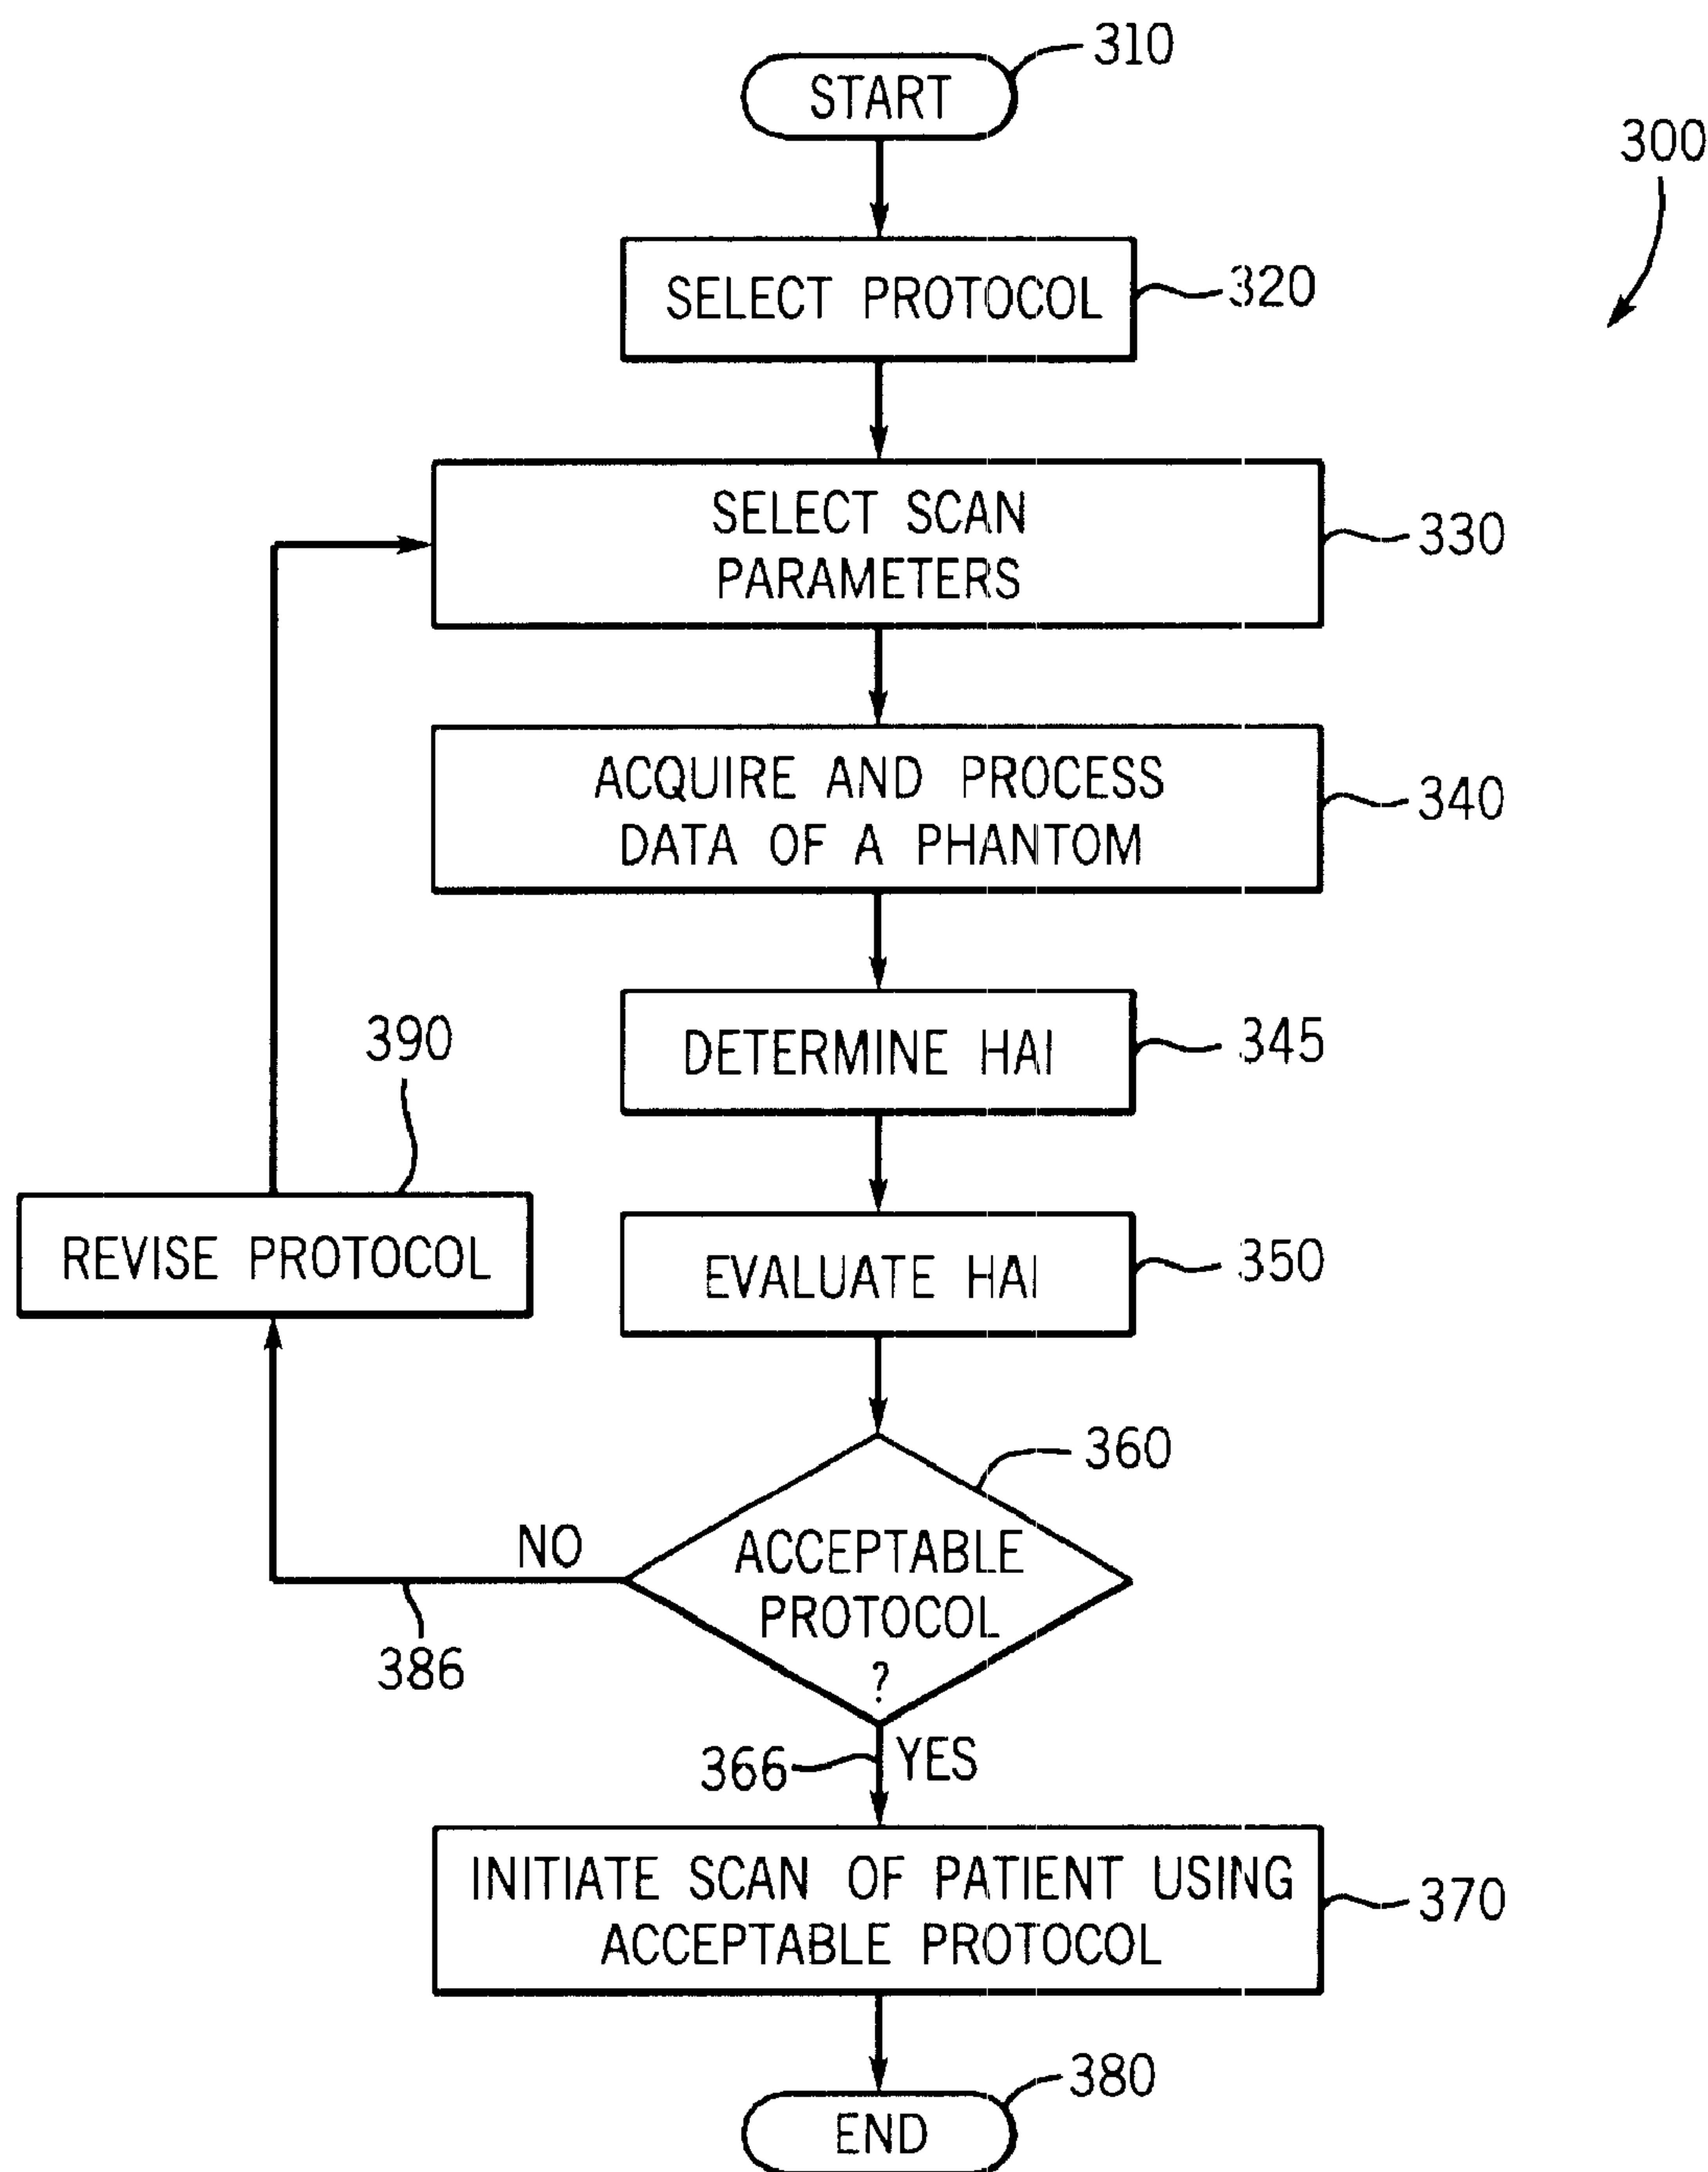 310
START
300
SELECT PROTOCOL
320
SELECT SCAN
PARAMETERS
330
ACQUIRE AND PROCESS
DATA OF A PHANTOM
340
390
DETERMINE HAI
345
REVISE PROTOCOL
EVALUATE HAI
350
360
NO
ACCEPTABLE
PROTOCOL
?
386
366
YES
INITIATE SCAN OF PATIENT USING
ACCEPTABLE PROTOCOL
370
380
END